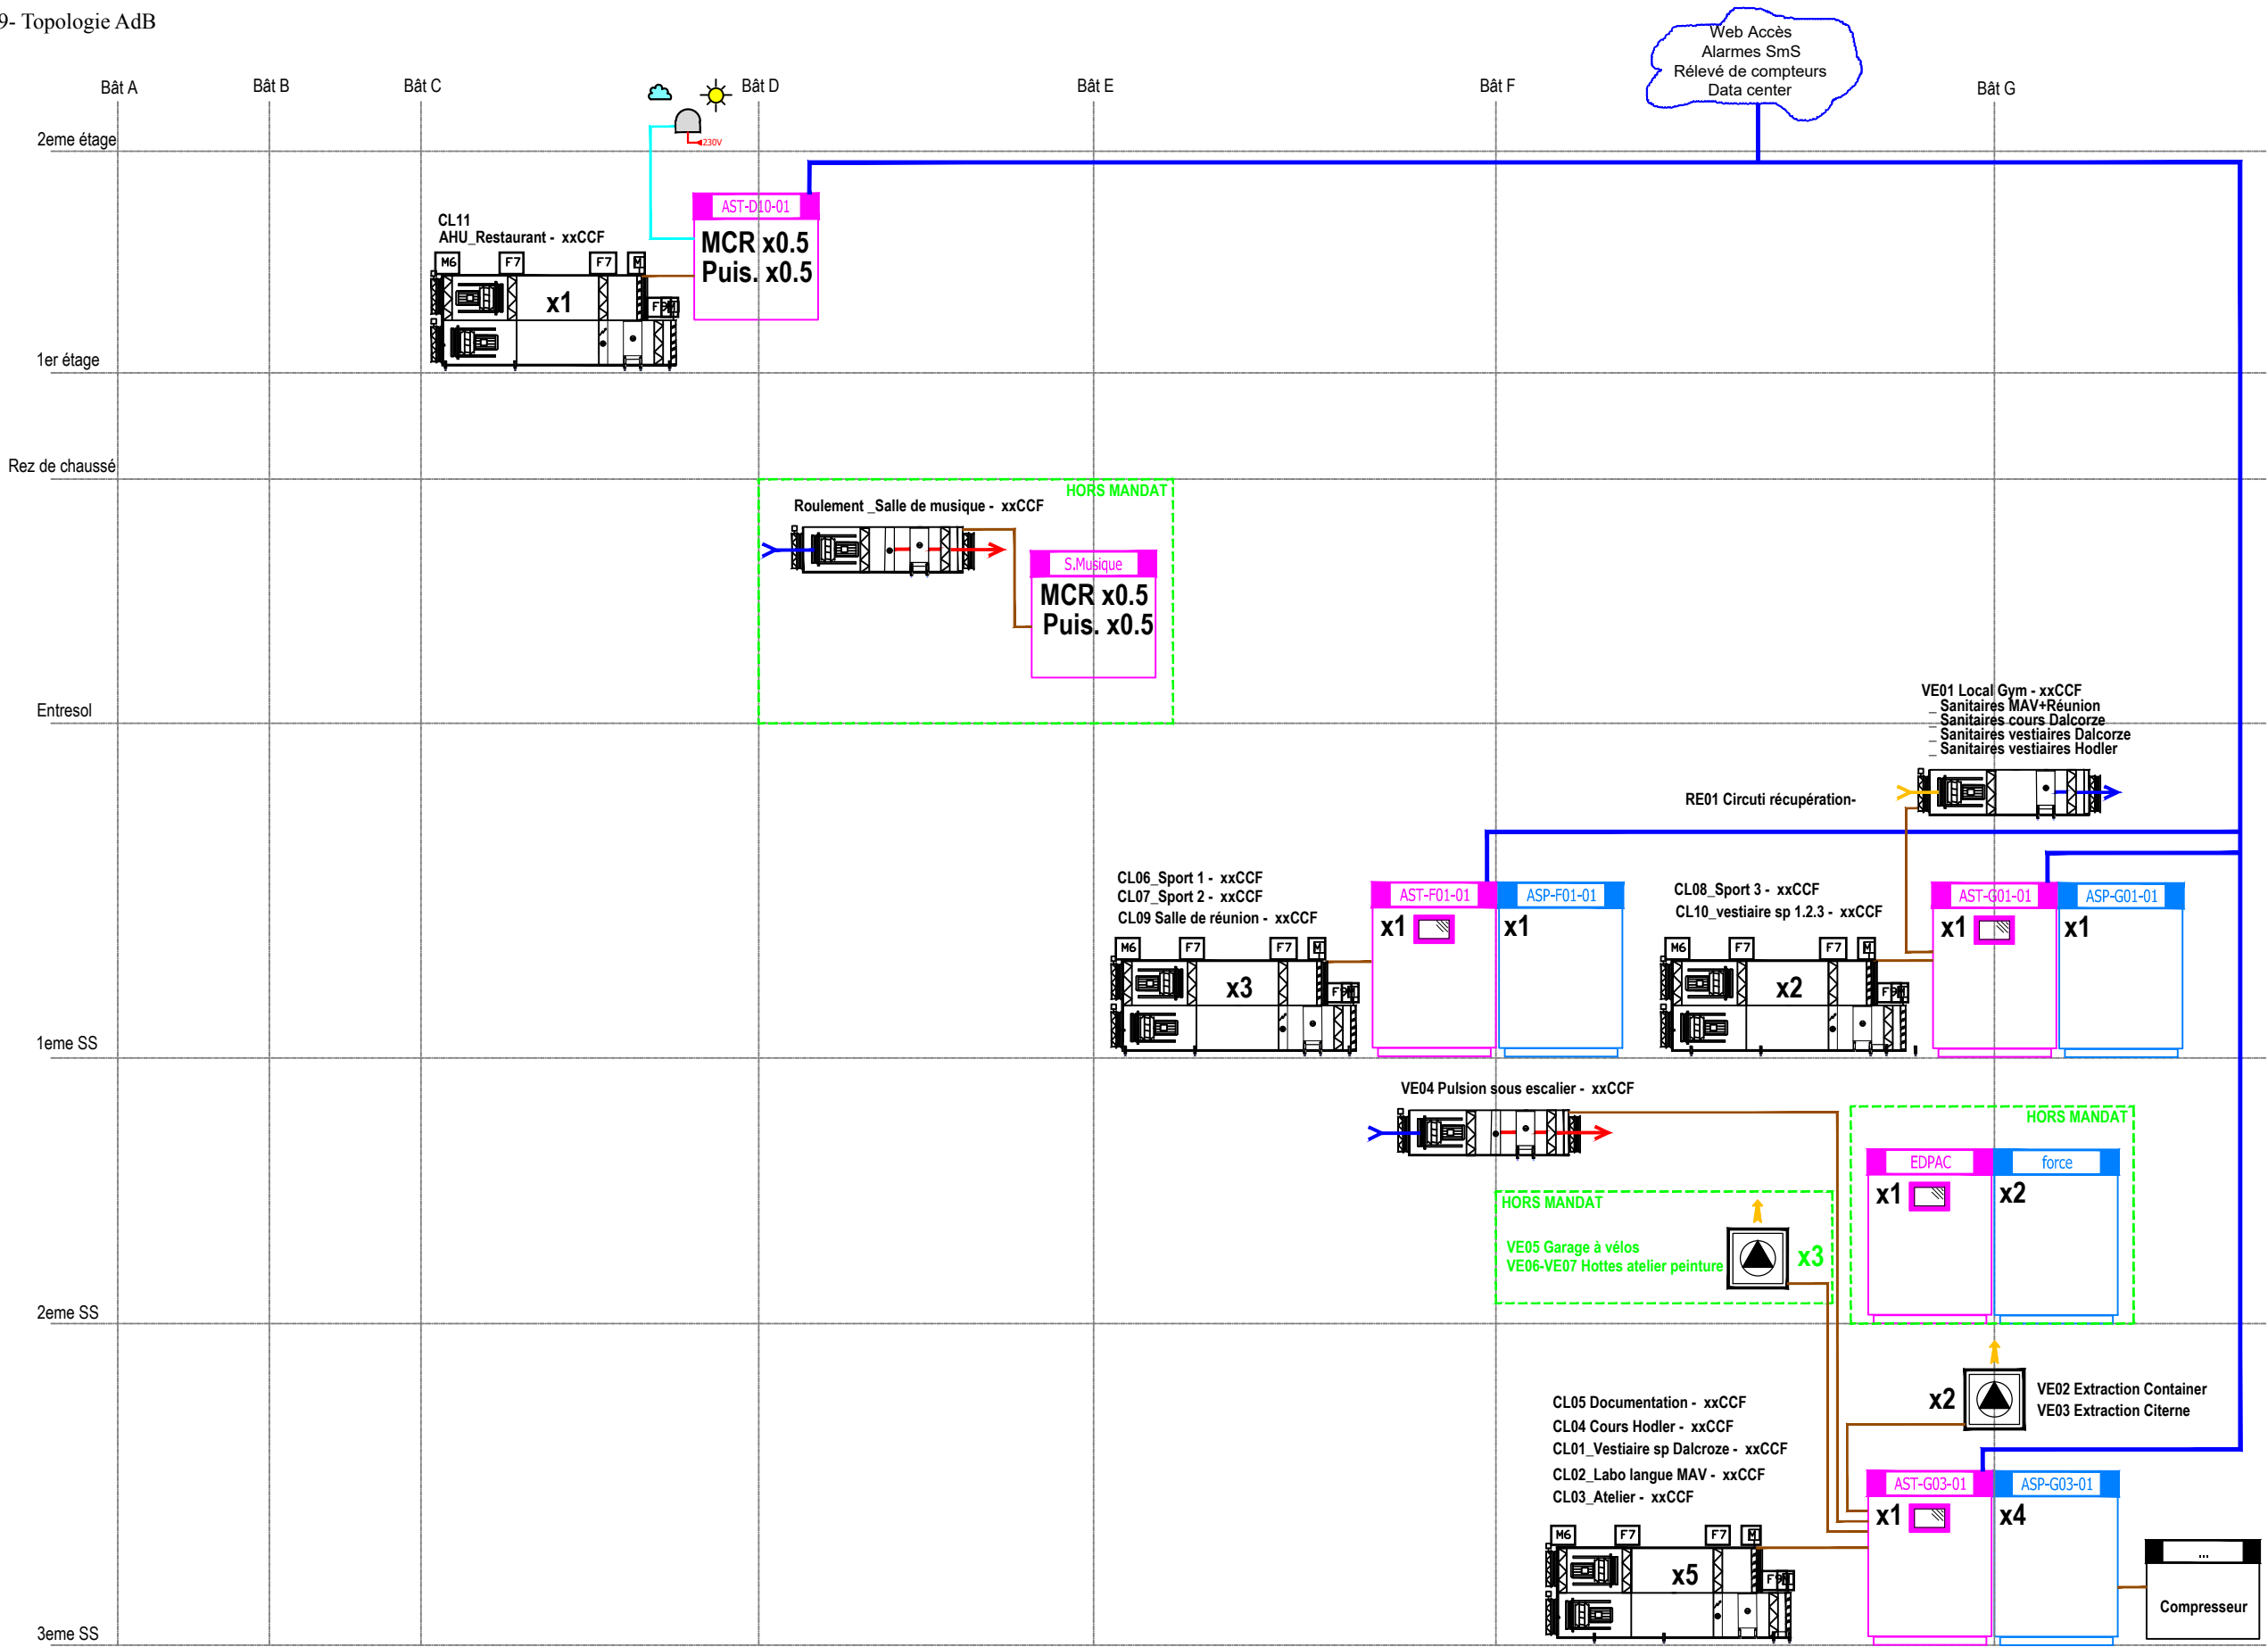 9- Topologie AdB
Web Accès
Alarmes SmS
Rélevé de compteurs
Data center
Bât A
Bât B
Bât C
Bât D
Bât E
Bât F
Bât G
2eme étage
230V
AST-D10-01
MCR x0.5
Puis. x0.5
CL11
AHU_Restaurant - xxCCF
M6
F7
F7
M
x1
F9
M
1er étage
Rez de chaussé
HORS MANDAT
Roulement _Salle de musique - xxCCF
S.Musique
MCR x0.5
Puis. x0.5
Entresol
VE01 Local Gym - xxCCF
_ Sanitaires MAV+Réunion
_ Sanitaires cours Dalcorze
_ Sanitaires vestiaires Dalcorze
_ Sanitaires vestiaires Hodler
RE01 Circuti récupération-
CL06_Sport 1 - xxCCF
CL07_Sport 2 - xxCCF
CL09 Salle de réunion - xxCCF
M6
F7
F7
M
x3
F9
M
AST-F01-01
x1
ASP-F01-01
x1
CL08_Sport 3 - xxCCF
CL10_vestiaire sp 1.2.3 - xxCCF
M6
F7
F7
M
x2
F9
M
AST-G01-01
x1
ASP-G01-01
x1
1eme SS
VE04 Pulsion sous escalier - xxCCF
HORS MANDAT
EDPAC
x1
force
x2
HORS MANDAT
VE05 Garage à vélos
VE06-VE07 Hottes atelier peinture
x3
2eme SS
x2
VE02 Extraction Container
VE03 Extraction Citerne
CL05 Documentation - xxCCF
CL04 Cours Hodler - xxCCF
CL01_Vestiaire sp Dalcroze - xxCCF
CL02_Labo langue MAV - xxCCF
CL03_Atelier - xxCCF
M6
F7
F7
M
x5
F9
M
AST-G03-01
x1
ASP-G03-01
x4
...
Compresseur
3eme SS